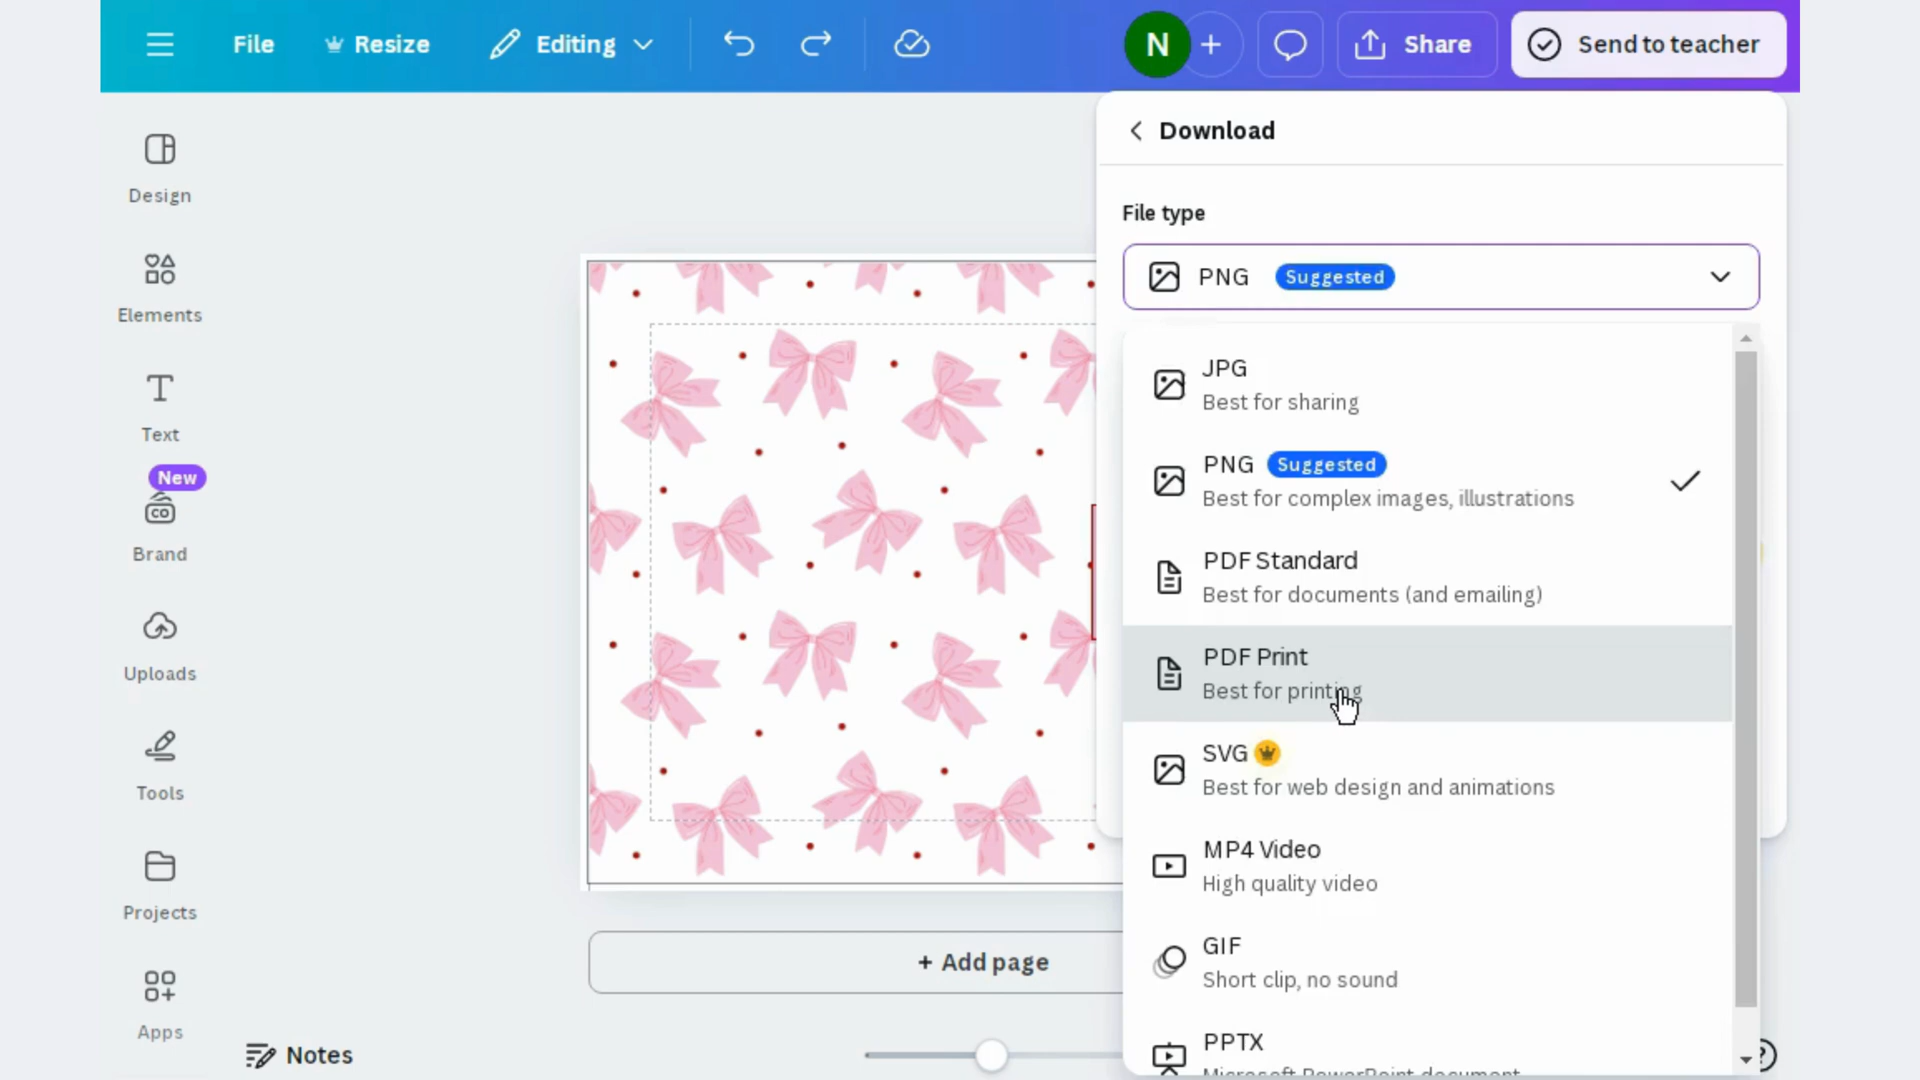 File
Resize
Editing
N
+
Share
Send to teacher
Design
Elements
Text
New
Brand
Uploads
Tools
Projects
Apps
+ Add page
Notes
Download
File type
PNG Suggested
JPG
Best for sharing
PNG Suggested
Best for complex images, illustrations
PDF Standard
Best for documents (and emailing)
PDF Print
Best for printing
SVG
Best for web design and animations
MP4 Video
High quality video
GIF
Short clip, no sound
PPTX
Microsoft PowerPoint document